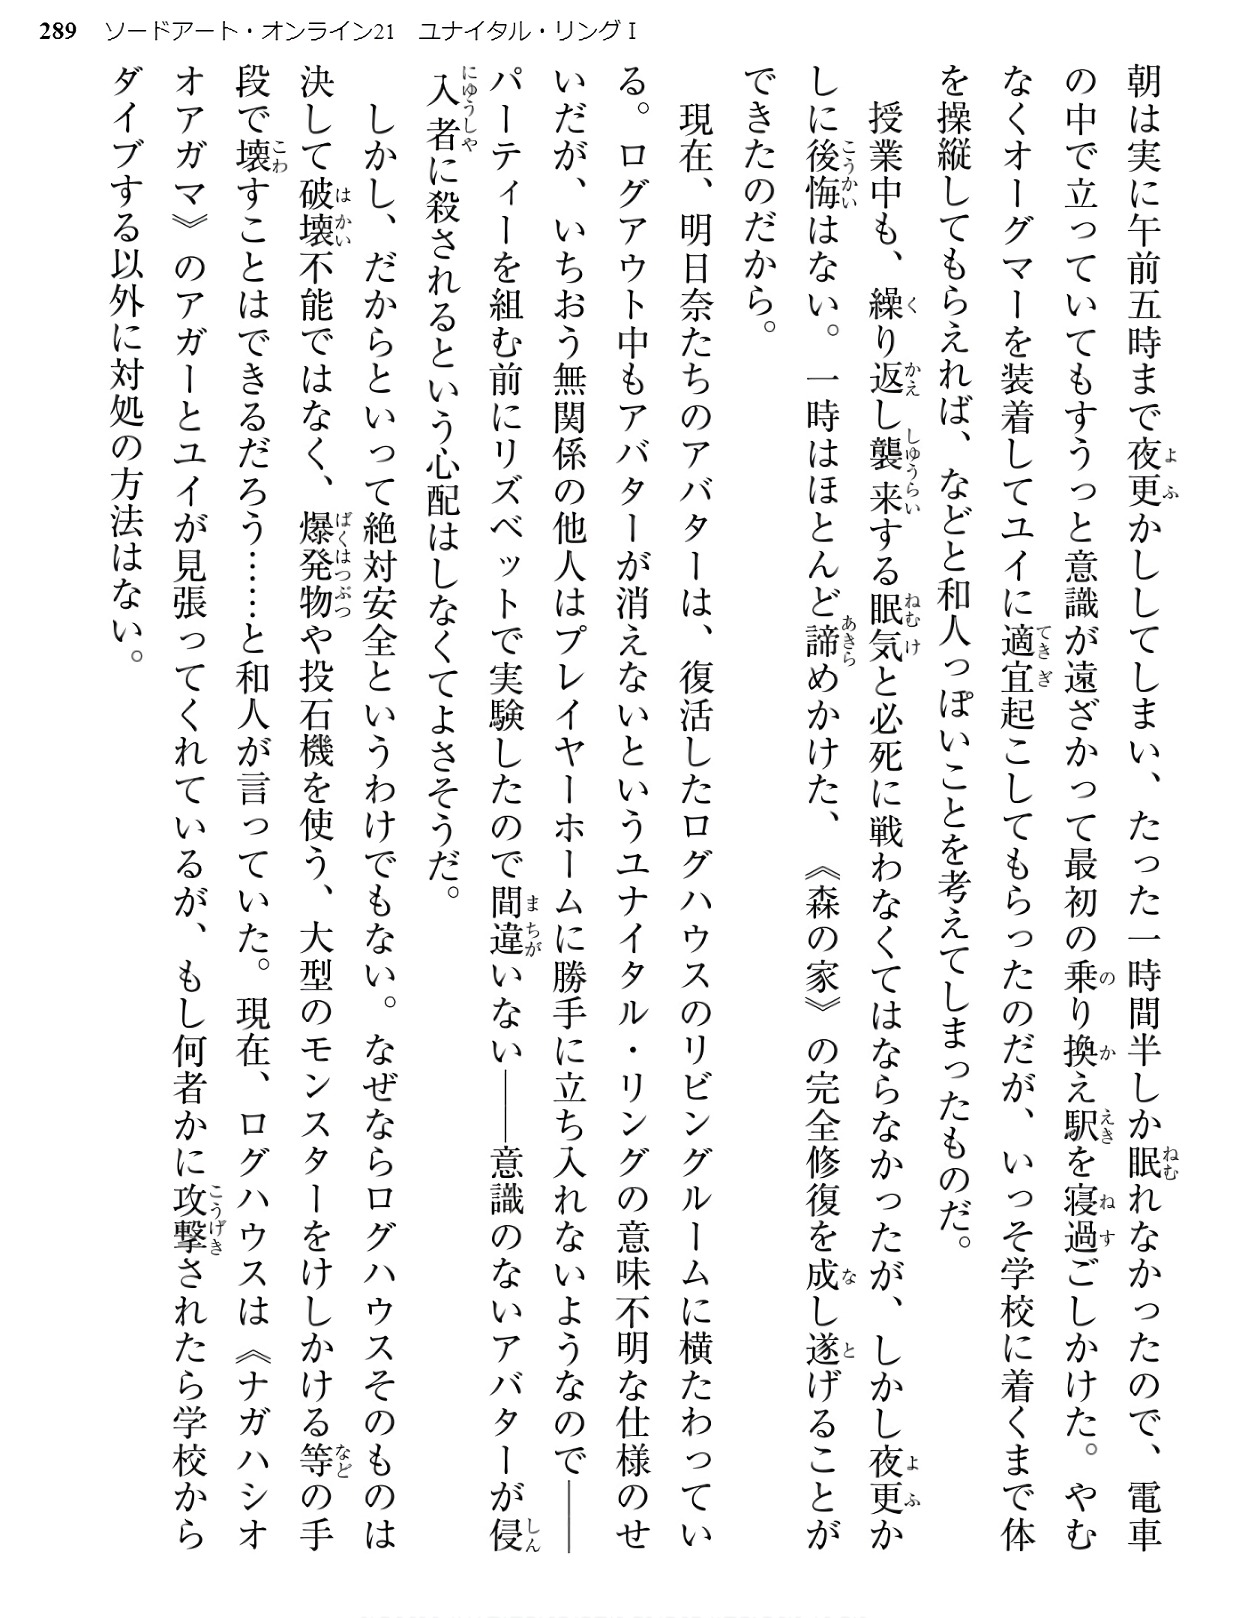 289 ソードアート・オンライン21 ユナイタル・リングⅠ
朝は実に午前五時まで夜更かししてしまい、たった一時間半しか眠れなかったので、電車
の中で立っていてもすうっと意識が遠ざかって最初の乗り換え駅を寝過ごしかけた。やむ
なくオーグマーを装着してユイに適宜起こしてもらったのだが、いっそ学校に着くまで体
を操縦してもらえれば、などと和人っぽいことを考えてしまったものだ。
授業中も、繰り返し襲来する眠気と必死に戦わなくてはならなかったが、しかし夜更か
しに後悔はない。一時はほとんど諦めかけた、《森の家》の完全修復を成し遂げることが
できたのだから。
現在、明日奈たちのアバターは、復活したログハウスのリビングルームに横たわってい
る。ログアウト中もアバターが消えないというユナイタル・リングの意味不明な仕様のせ
いだが、いちおう無関係の他人はプレイヤーホームに勝手に立ち入れないようなので――
パーティーを組む前にリズベットで実験したので間違いない――意識のないアバターが侵
入者に殺されるという心配はしなくてよさそうだ。
しかし、だからといって絶対安全というわけでもない。なぜならログハウスそのものは
決して破壊不能ではなく、爆発物や投石機を使う、大型のモンスターをけしかける等の手
段で壊すことはできるだろう……と和人が言っていた。現在、ログハウスは《ナガハシオ
オアガマ》のアガーとユイが見張ってくれているが、もし何者かに攻撃されたら学校から
ダイブする以外に対処の方法はない。